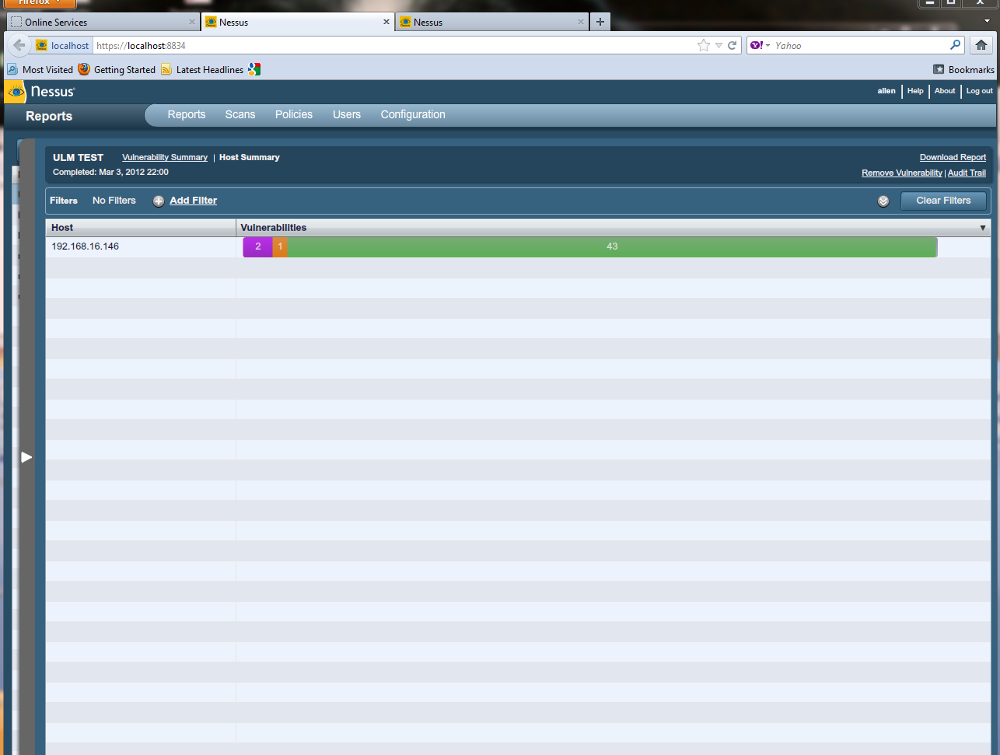 Firefox
Online Services
Nessus
Nessus
localhost https://localhost:8834
Yahoo
Most Visited Getting Started Latest Headlines
Bookmarks
Nessus
allen Help About Log out
Reports
Reports Scans Policies Users Configuration
ULM TEST Vulnerability Summary | Host Summary
Download Report
Completed: Mar 3, 2012 22:00
Remove Vulnerability | Audit Trail
Filters No Filters Add Filter
Clear Filters
Host Vulnerabilities
192.168.16.146 2 1 43